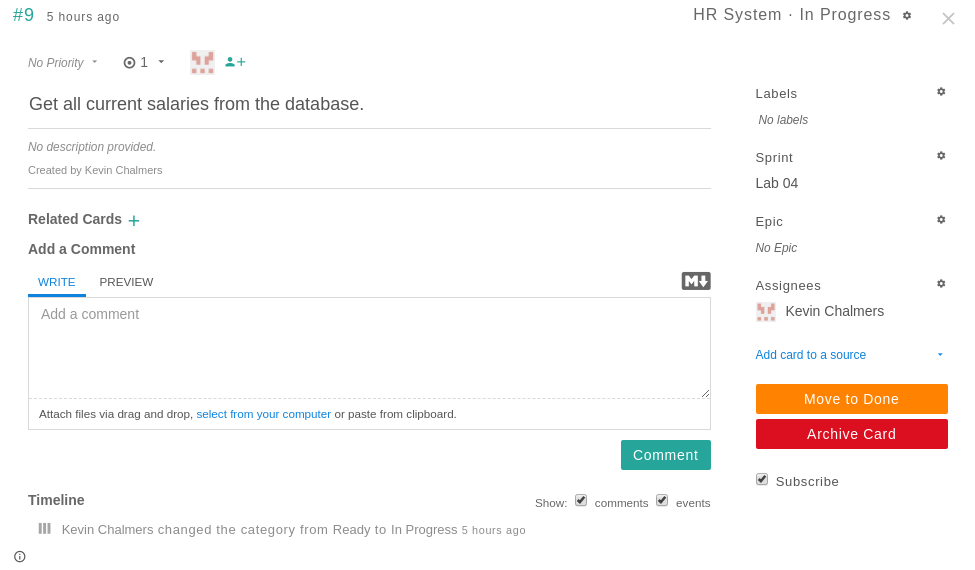 #9 5 hours ago HR System · In Progress
No Priority 1
Get all current salaries from the database.
No description provided.
Created by Kevin Chalmers
Related Cards +
Add a Comment
WRITE PREVIEW
Add a comment
Attach files via drag and drop, select from your computer or paste from clipboard.
Comment
Timeline
Show: comments events
Kevin Chalmers changed the category from Ready to In Progress 5 hours ago
Labels
No labels
Sprint
Lab 04
Epic
No Epic
Assignees
Kevin Chalmers
Add card to a source
Move to Done
Archive Card
Subscribe